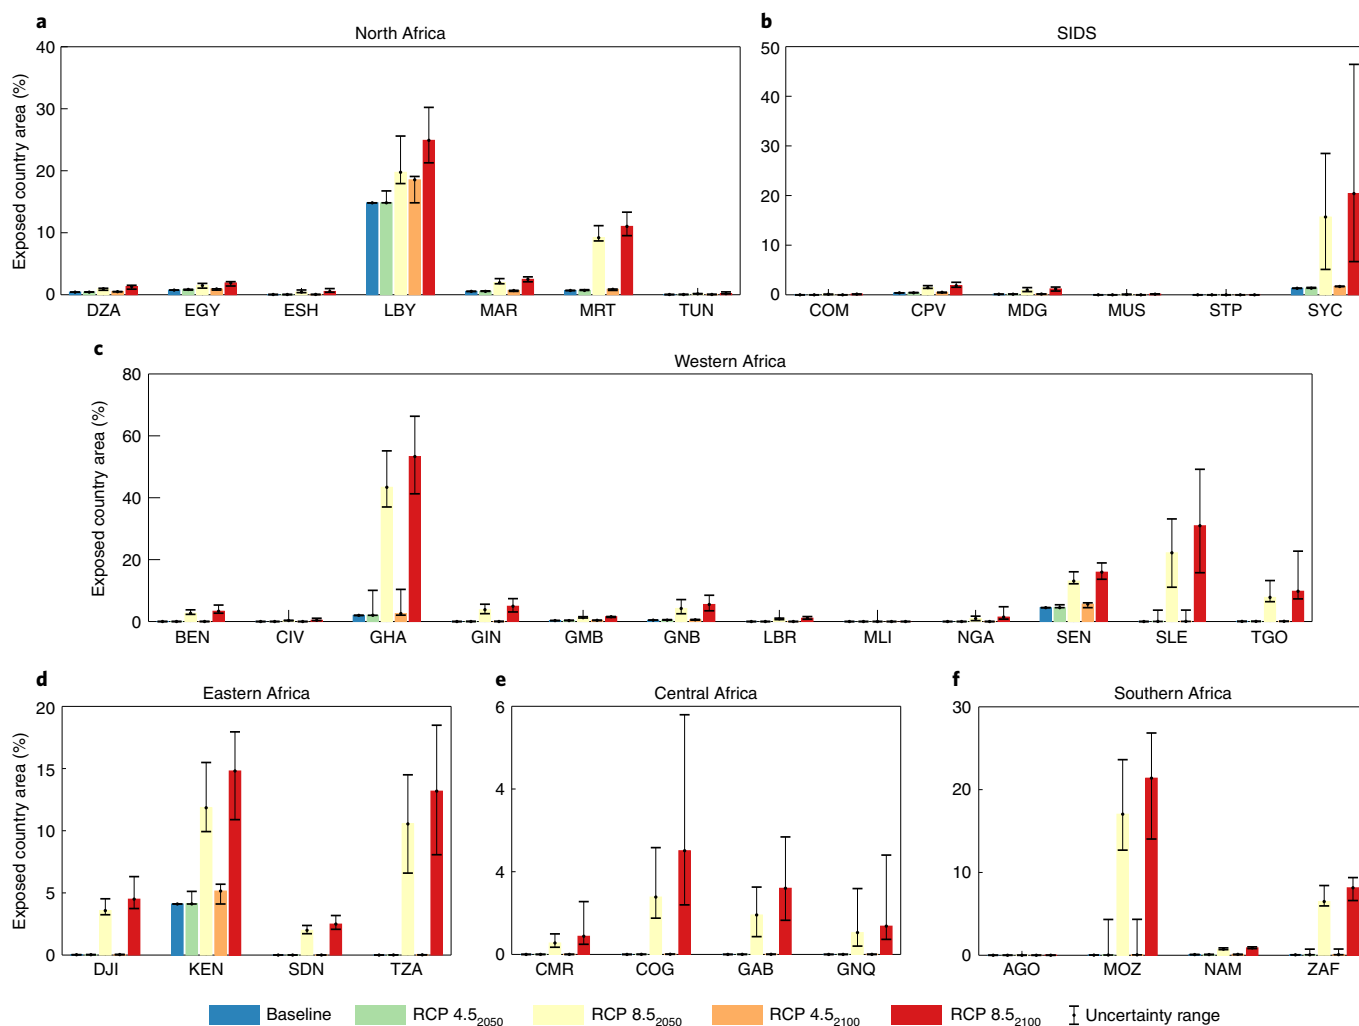 a
North Africa
Exposed country area (%)
40
30
20
10
0
DZA EGY ESH LBY MAR MRT TUN
b
SIDS
50
40
30
20
10
0
COM CPV MDG MUS STP SYC
c
Western Africa
Exposed country area (%)
80
60
40
20
0
BEN CIV GHA GIN GMB GNB LBR MLI NGA SEN SLE TGO
d
Eastern Africa
Exposed country area (%)
20
15
10
5
0
DJI KEN SDN TZA
e
Central Africa
6
4
4
0
CMR COG GAB GNQ
f
Southern Africa
30
20
10
0
AGO MOZ NAM ZAF
Baseline RCP 4.5₂₀₅₀ RCP 8.5₂₀₅₀ RCP 4.5₂₁₀₀ RCP 8.5₂₁₀₀ Uncertainty range